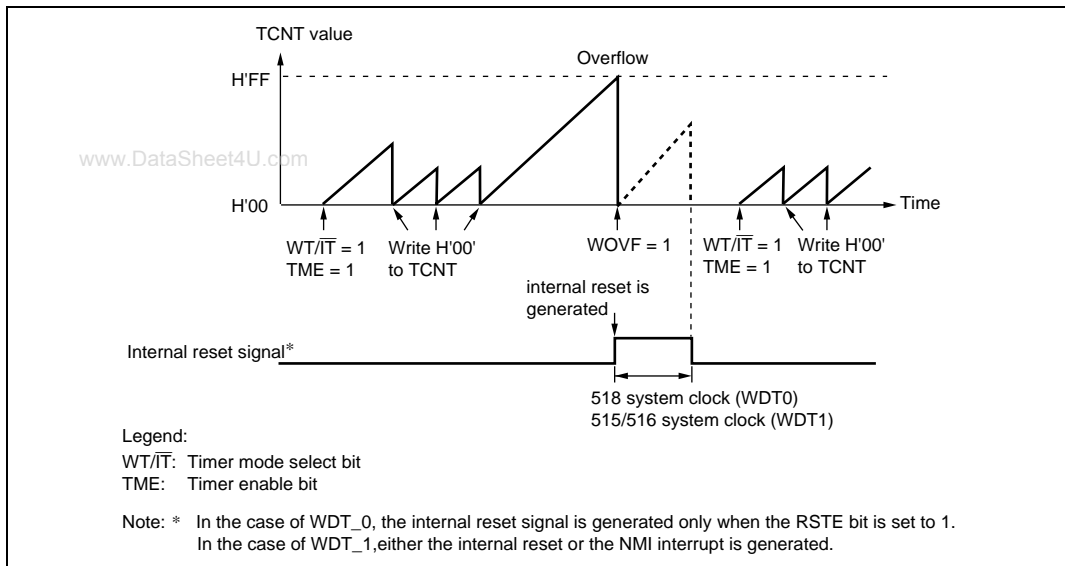 TCNT value
Overflow
H'FF
www.DataSheet4U.com
H'00
Time
WT/IT = 1
TME = 1
Write H'00'
to TCNT
WOVF = 1
WT/IT = 1
TME = 1
Write H'00'
to TCNT
internal reset is
generated
Internal reset signal*
518 system clock (WDT0)
515/516 system clock (WDT1)
Legend:
WT/IT: Timer mode select bit
TME: Timer enable bit
Note: * In the case of WDT_0, the internal reset signal is generated only when the RSTE bit is set to 1.
In the case of WDT_1,either the internal reset or the NMI interrupt is generated.